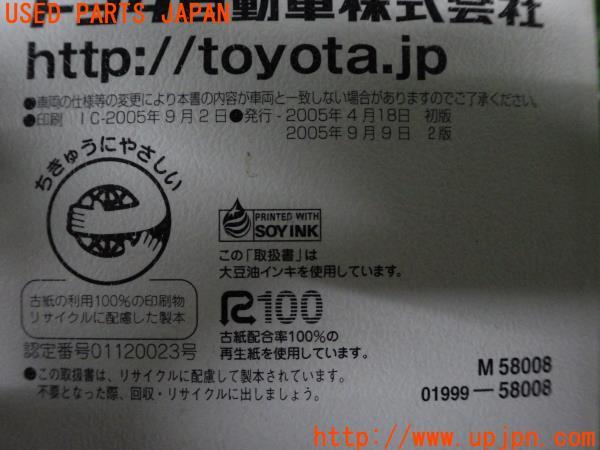 USED PARTS JAPAN
動車株式会社
http://toyota.jp
●車両の仕様等の変更により本書の内容が車両と一致しない場合がありますのでご了承ください。
●印刷 IC-2005年9月2日●発行-2005年4月18日 初版
2005年9月9日 2版
ちきゅうにやさしい
PRINTED WITH
SOY INK
この「取扱書」は
大豆油インキを使用しています。
古紙の利用100%の印刷物
リサイクルに配慮した製本
認定番号01120023号
R100
古紙配合率100%の
再生紙を使用しています。
●この取扱書は、リサイクルに配慮して製本されています。
不要となった際、回収・リサイクルに出しましょう。
M 58008
01999-58008
http://www.upjpn.com/